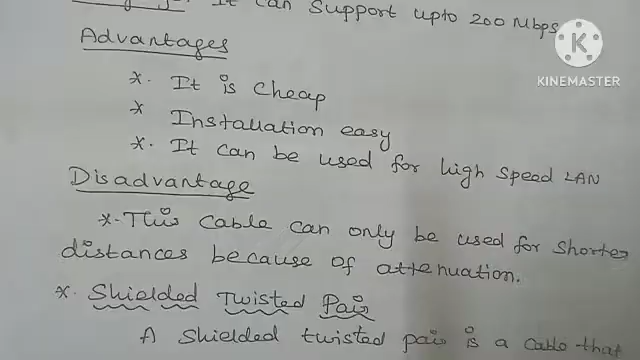 It can Support upto 200 Mbps
Advantages
*. It is cheap
* Installation easy
*. It can be used for high speed LAN
Disadvantage
*. This cable can only be used for shorter
distances because of attenuation.
*. Shielded Twisted Pair
A shielded twisted pair is a cable that
KINEMASTER